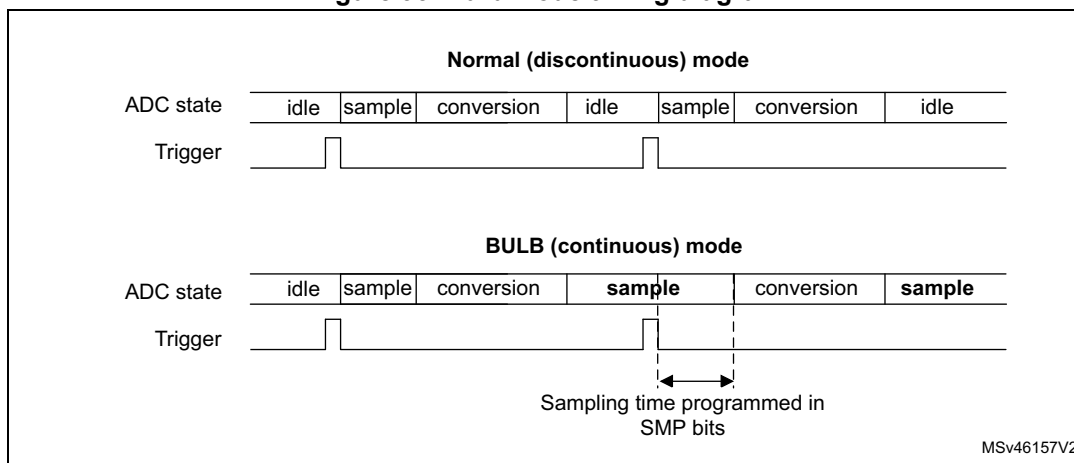 Normal (discontinuous) mode
ADC state idle sample conversion idle sample conversion idle
Trigger
BULB (continuous) mode
ADC state idle sample conversion sample conversion sample
Trigger
Sampling time programmed in
SMP bits
MSv46157V2